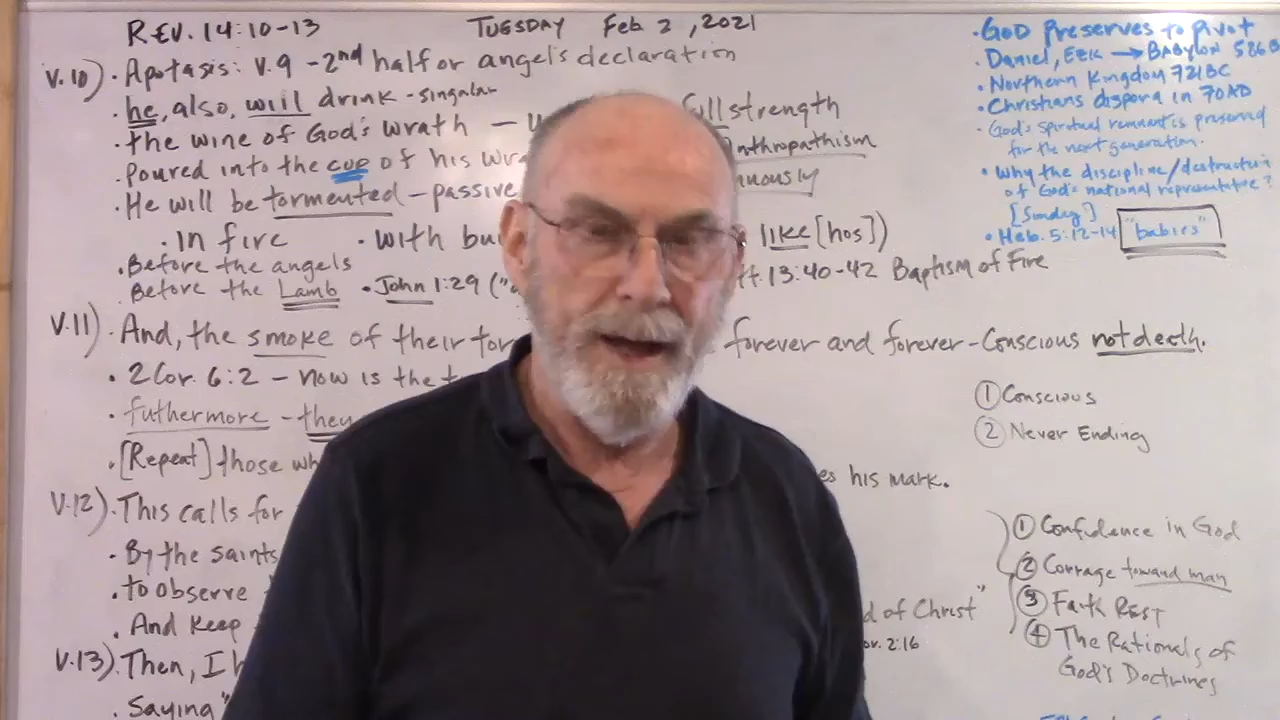 REV. 14:10-13 TUESDAY Feb 2, 2021
V.10) • Apotasis: V.9 - 2nd half or angel's declaration
• he, also, will drink - singular
• the wine of God's wrath — full strength
Poured into the cup of his wra Anthropathism
• He will be tormented - passive nuously
• In fire • with bu like [hos])
• Before the angels
Before the Lamb • John 1:29 (" tt. 13:40-42 Baptism of Fire
V.11) • And, the smoke of their tor forever and forever - Conscious not death.
• 2 Cor. 6:2 - now is the t
• futhermore - they
• [Repeat] those wh es his mark.
V.12) • This calls for
• By the saints
• to observe
• And keep d of Christ"
ov. 2:16
V.13) • Then, I h
• Saying "
• GOD Preserves to pivot
• Daniel, EZK → BABYLON 586 B
• Northern Kingdom 721 BC
• Christians dispora in 70 AD
• God's spiritual remnant is preserved
for the next generation.
• Why the discipline/destructi
of God's national representitive?
[Sunday]
• Heb. 5:12-14 "babies"
① Conscious
② Never Ending
① Confidence in God
② Corrage toward man
③ Faith REST
④ The Rationals of
God's Doctrines